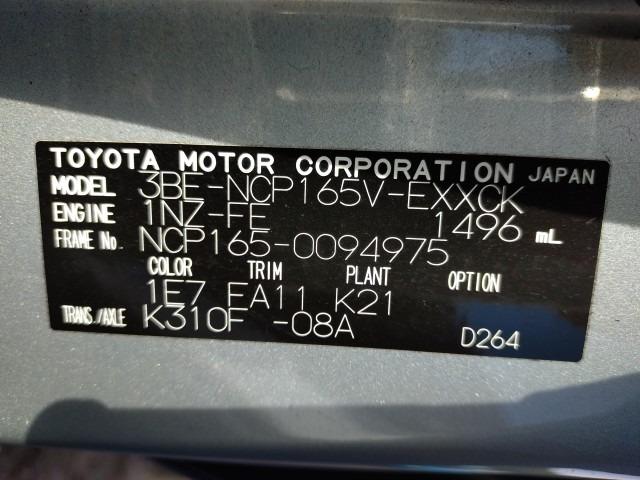 TOYOTA MOTOR CORPORATION JAPAN
MODEL 3BE-NCP165V-EXXCK
ENGINE 1NZ-FE 1496 mL
FRAME No. NCP165-0094975
COLOR TRIM PLANT OPTION
1E7 FA11 K21
TRANS./AXLE K310F -08A
D264